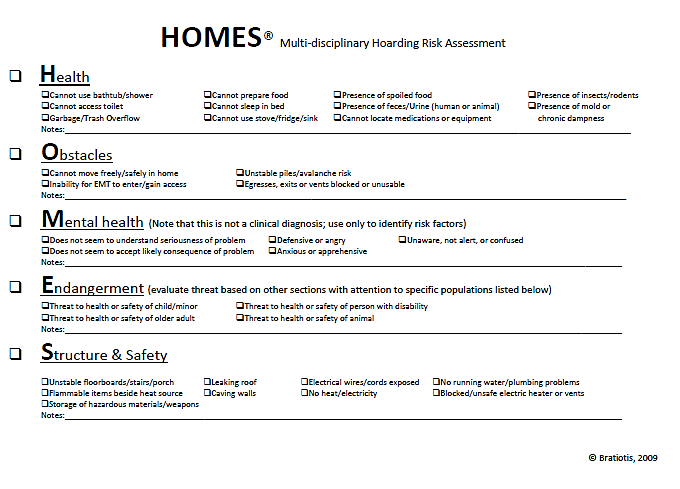 HOMES® Multi-disciplinary Hoarding Risk Assessment
❑ Health
❑Cannot use bathtub/shower ❑Cannot prepare food ❑Presence of spoiled food ❑Presence of insects/rodents
❑Cannot access toilet ❑Cannot sleep in bed ❑Presence of feces/Urine (human or animal) ❑Presence of mold or
❑Garbage/Trash Overflow ❑Cannot use stove/fridge/sink ❑Cannot locate medications or equipment chronic dampness
Notes:
❑ Obstacles
❑Cannot move freely/safely in home ❑Unstable piles/avalanche risk
❑Inability for EMT to enter/gain access ❑Egresses, exits or vents blocked or unusable
Notes:
❑ Mental health (Note that this is not a clinical diagnosis; use only to identify risk factors)
❑Does not seem to understand seriousness of problem ❑Defensive or angry ❑Unaware, not alert, or confused
❑Does not seem to accept likely consequence of problem ❑Anxious or apprehensive
Notes:
❑ Endangerment (evaluate threat based on other sections with attention to specific populations listed below)
❑Threat to health or safety of child/minor ❑Threat to health or safety of person with disability
❑Threat to health or safety of older adult ❑Threat to health or safety of animal
Notes:
❑ Structure & Safety
❑Unstable floorboards/stairs/porch ❑Leaking roof ❑Electrical wires/cords exposed ❑No running water/plumbing problems
❑Flammable items beside heat source ❑Caving walls ❑No heat/electricity ❑Blocked/unsafe electric heater or vents
❑Storage of hazardous materials/weapons
Notes:
© Bratiotis, 2009